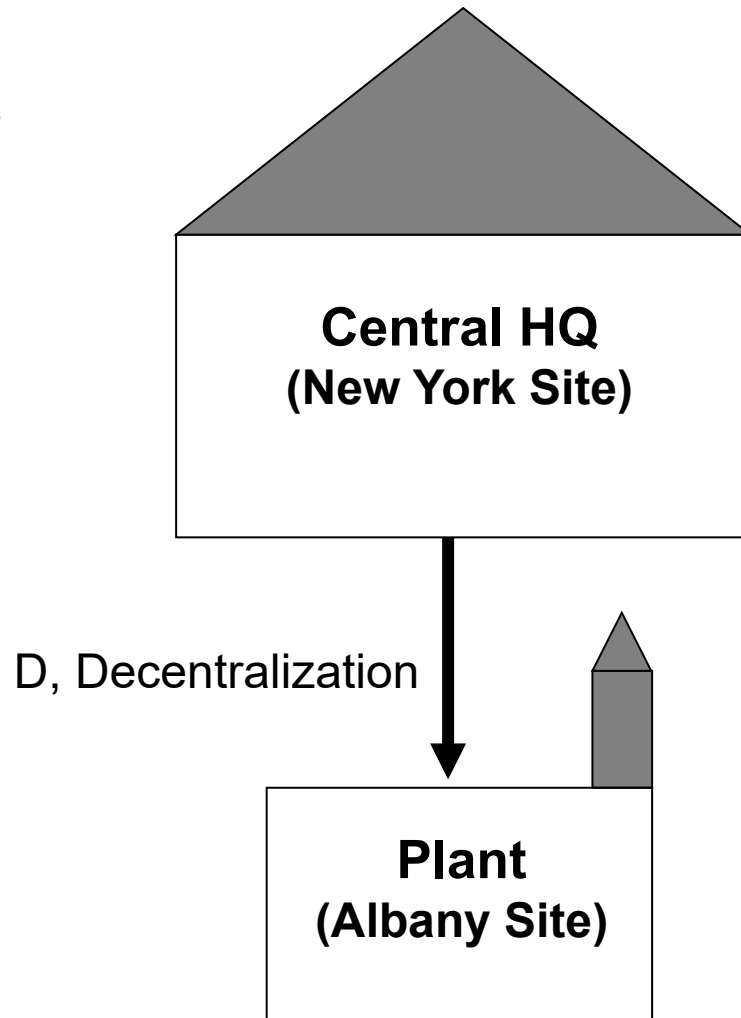 Central HQ
(New York Site)
D, Decentralization
Plant
(Albany Site)